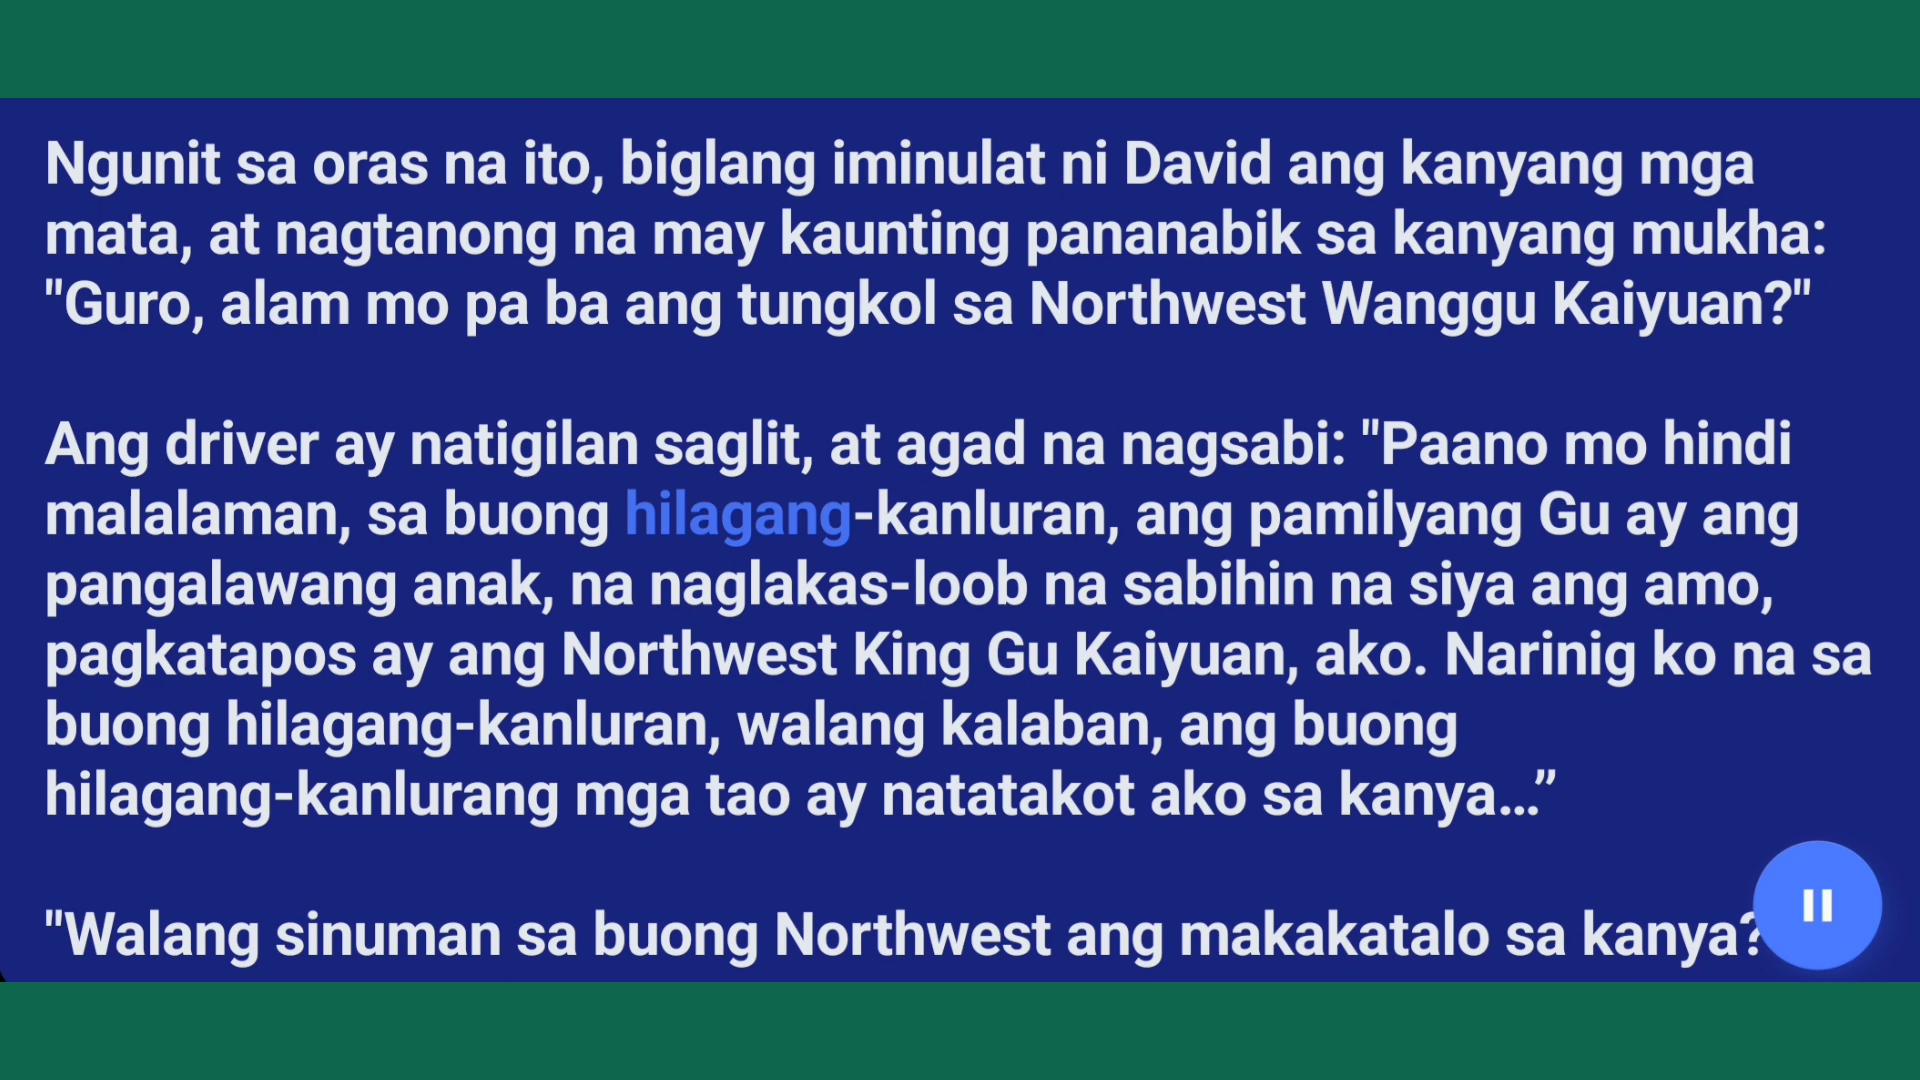 Ngunit sa oras na ito, biglang iminulat ni David ang kanyang mga
mata, at nagtanong na may kaunting pananabik sa kanyang mukha:
"Guro, alam mo pa ba ang tungkol sa Northwest Wanggu Kaiyuan?"
Ang driver ay natigilan saglit, at agad na nagsabi: "Paano mo hindi
malalaman, sa buong hilagang-kanluran, ang pamilyang Gu ay ang
pangalawang anak, na naglakas-loob na sabihin na siya ang amo,
pagkatapos ay ang Northwest King Gu Kaiyuan, ako. Narinig ko na sa
buong hilagang-kanluran, walang kalaban, ang buong
hilagang-kanlurang mga tao ay natatakot ako sa kanya…”
"Walang sinuman sa buong Northwest ang makakatalo sa kanya?